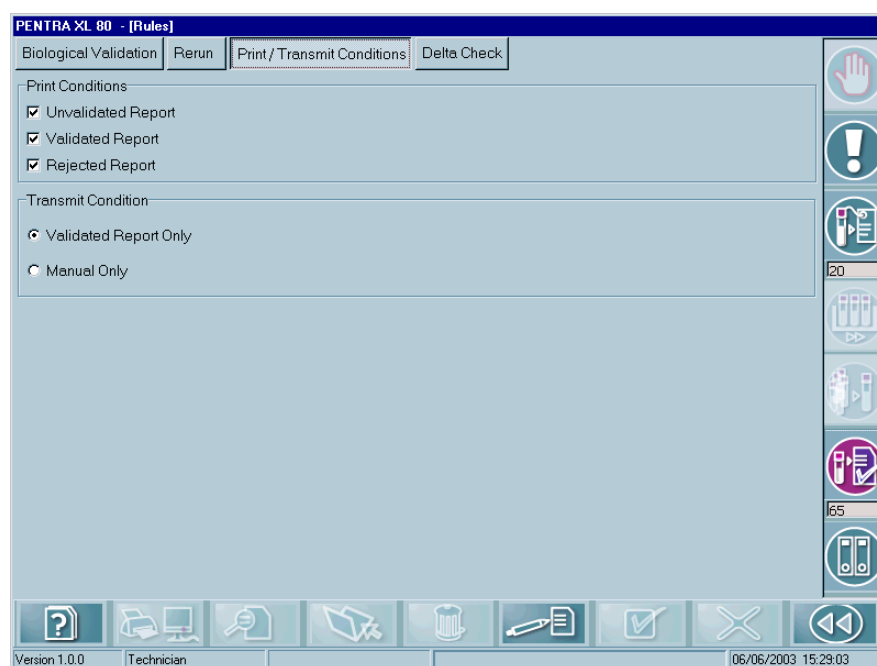 PENTRA XL 80 - [Rules]
Biological Validation Rerun Print / Transmit Conditions Delta Check
Print Conditions
Unvalidated Report
Validated Report
Rejected Report
Transmit Condition
Validated Report Only
Manual Only
20
65
Version 1.0.0 Technician 06/06/2003 15:29:03